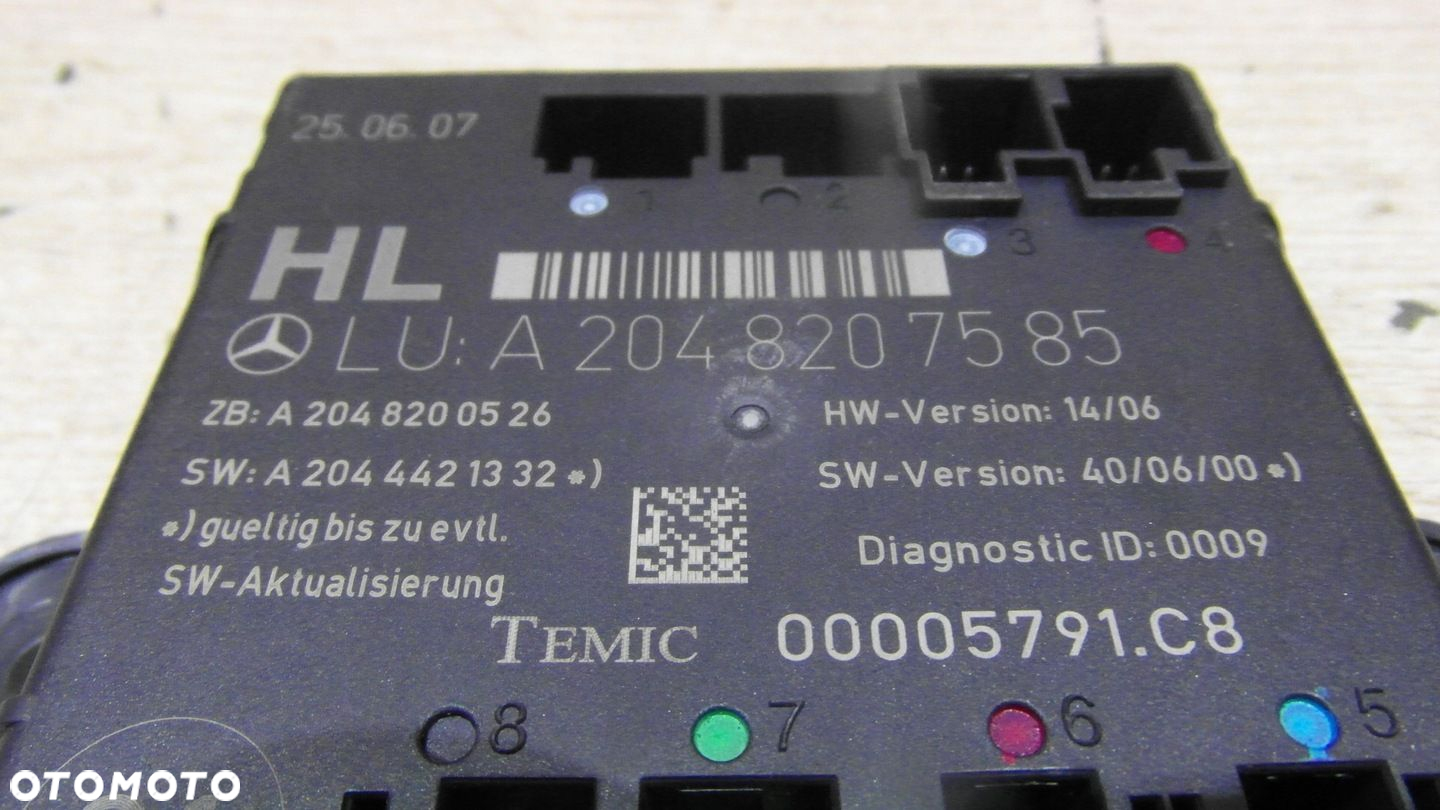 25.06.07
1 2
3 4
HL
LU: A 204 820 75 85
ZB: A 204 820 05 26
HW-Version: 14/06
SW: A 204 442 13 32 *)
SW-Version: 40/06/00 *)
*) gueltig bis zu evtl.
SW-Aktualisierung
Diagnostic ID: 0009
TEMIC 00005791.C8
8 7 6 5
OTOMOTO